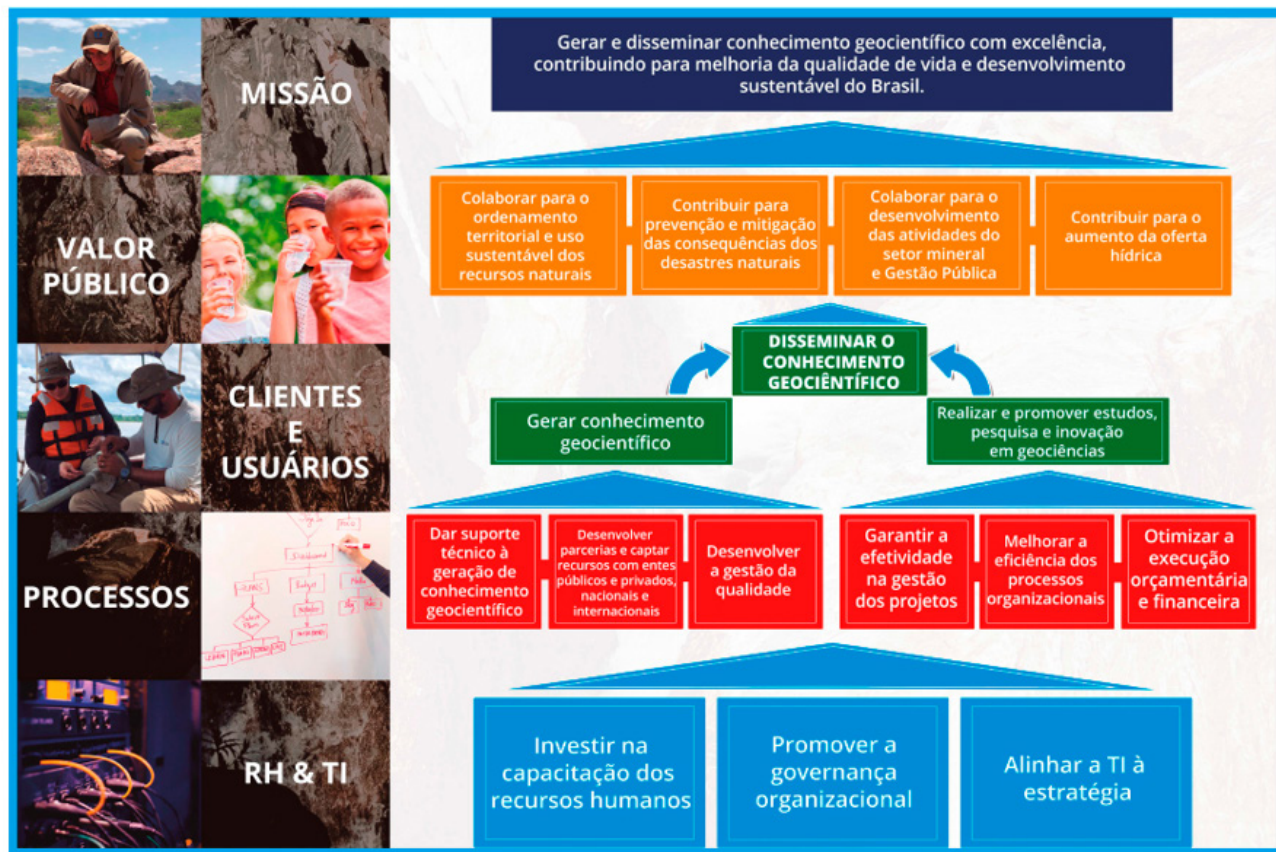 MISSÃO
Gerar e disseminar conhecimento geocientífico com excelência,
contribuindo para melhoria da qualidade de vida e desenvolvimento
sustentável do Brasil.
VALOR
PÚBLICO
Colaborar para o
ordenamento
territorial e uso
sustentável dos
recursos naturais
Contribuir para
prevenção e mitigação
das consequências dos
desastres naturais
Colaborar para o
desenvolvimento
das atividades do
setor mineral
e Gestão Pública
Contribuir para o
aumento da oferta
hídrica
CLIENTES
E
USUÁRIOS
DISSEMINAR O
CONHECIMENTO
GEOCIÊNTÍFICO
Gerar conhecimento
geocientífico
Realizar e promover estudos,
pesquisa e inovação
em geociências
PROCESSOS
Dar suporte
técnico à
geração de
conhecimento
geocientífico
Desenvolver
parcerias e captar
recursos com entes
públicos e privados,
nacionais e
internacionais
Desenvolver
a gestão da
qualidade
Garantir a
efetividade
na gestão
dos projetos
Melhorar a
eficiência dos
processos
organizacionais
Otimizar a
execução
orçamentária
e financeira
RH & TI
Investir na
capacitação dos
recursos humanos
Promover a
governança
organizacional
Alinhar a TI à
estratégia